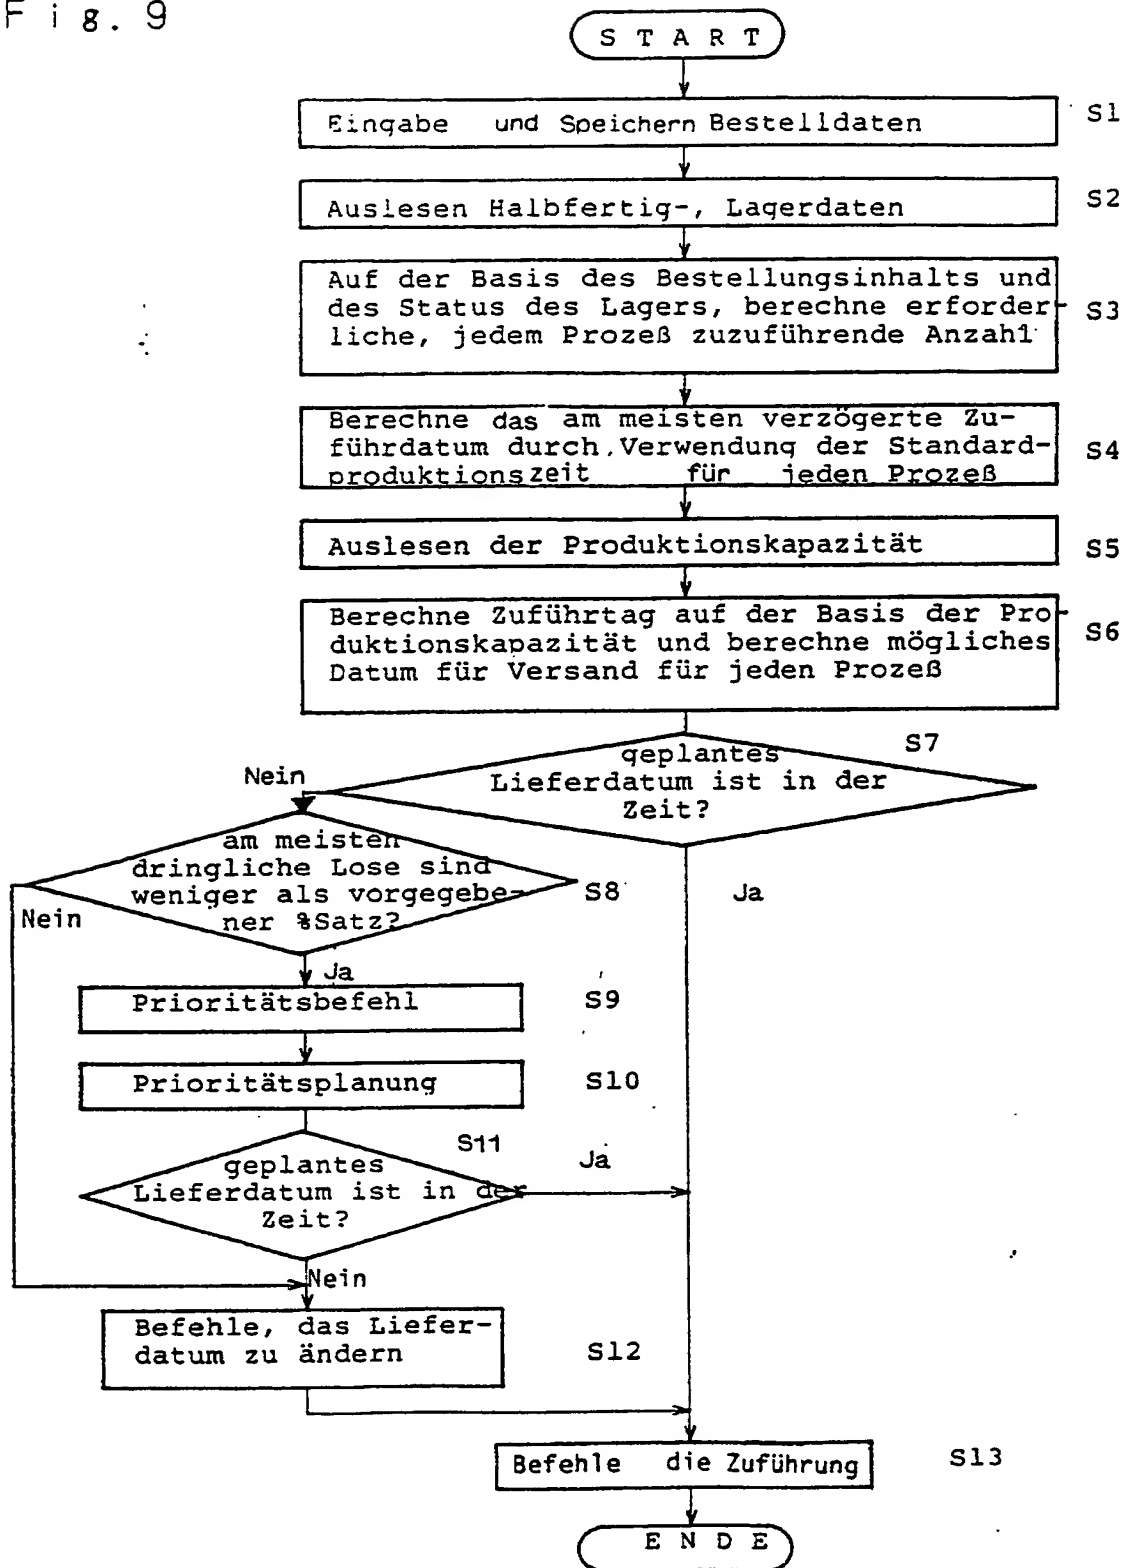 Fig. 9
START
Eingabe und Speichern Bestelldaten
S1
Auslesen Halbfertig-, Lagerdaten
S2
Auf der Basis des Bestellungsinhalts und
des Status des Lagers, berechne erforder-
liche, jedem Prozeß zuzuführende Anzahl
S3
Berechne das am meisten verzögerte Zu-
führdatum durch Verwendung der Standard-
produktionszeit für jeden Prozeß
S4
Auslesen der Produktionskapazität
S5
Berechne Zuführtag auf der Basis der Pro-
duktionskapazität und berechne mögliches
Datum für Versand für jeden Prozeß
S6
S7
geplantes
Lieferdatum ist in der
Zeit?
Nein
Ja
am meisten
dringliche Lose sind
weniger als vorgegebe-
ner %Satz?
S8
Nein
Ja
Prioritätsbefehl
S9
Prioritätsplanung
S10
S11
geplantes
Lieferdatum ist in der
Zeit?
Ja
Nein
Befehle, das Liefer-
datum zu ändern
S12
Befehle die Zuführung
S13
ENDE